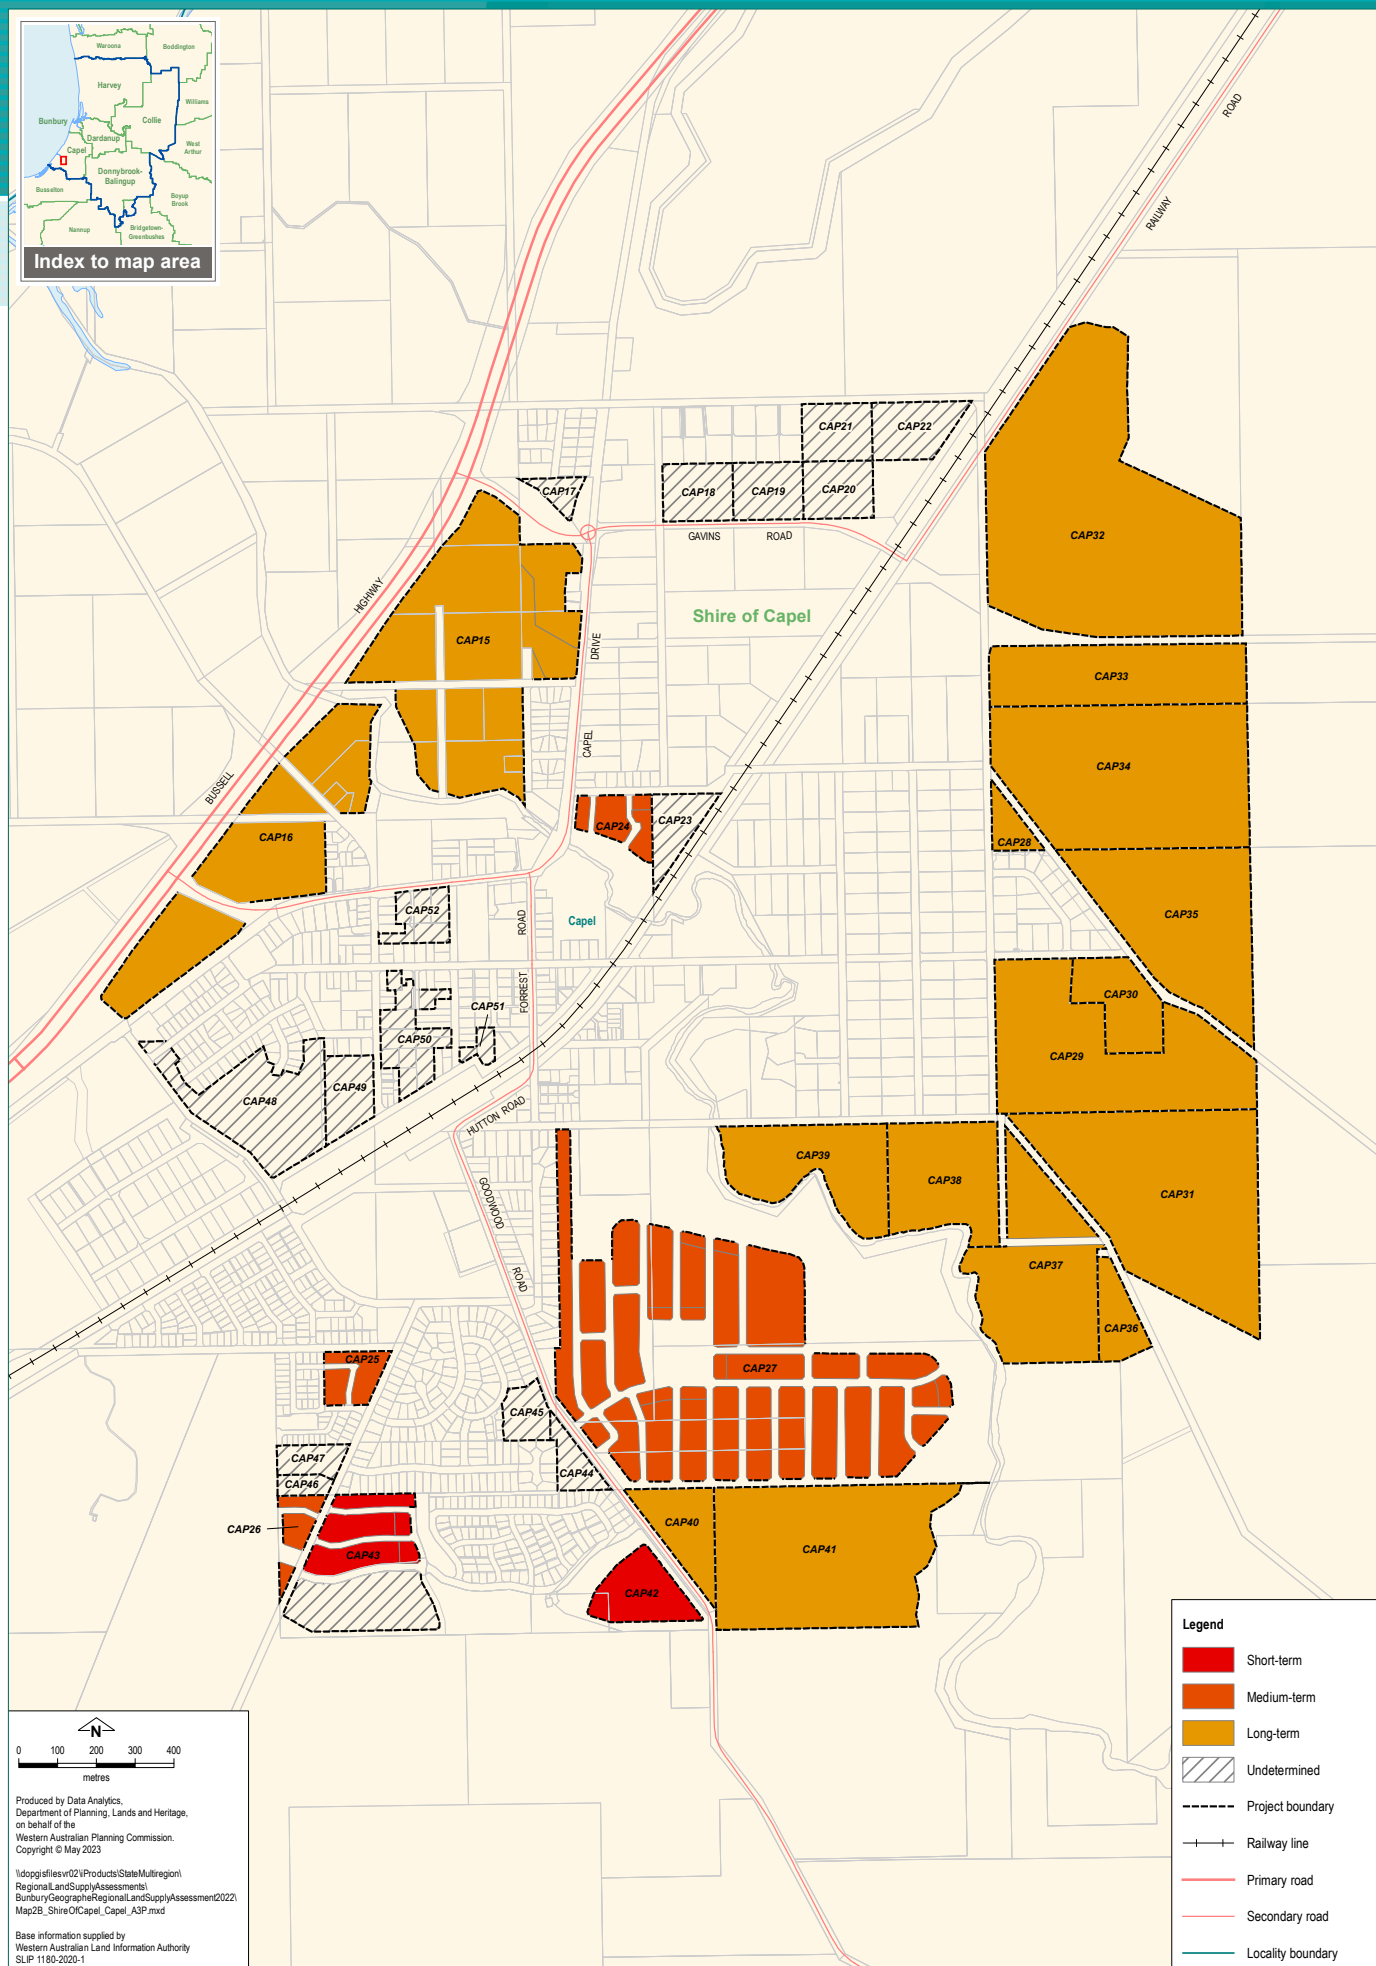 Waroona
Boddington
Harvey
Williams
Bunbury
Collie
Dardanup
Capel
West
Arthur
Donnybrook-
Balingup
Busselton
Boyup
Brook
Nannup
Bridgetown-
Greenbushes
Index to map area
ROAD
RAILWAY
CAP21
CAP22
CAP17
CAP18
CAP19
CAP20
GAVINS ROAD
CAP32
HIGHWAY
Shire of Capel
CAP15
DRIVE
CAP33
CAPEL
CAP34
BUSSELL
CAP24
CAP23
CAP16
CAP28
CAP52
ROAD
Capel
CAP35
FORREST
CAP30
CAP51
CAP50
CAP29
CAP49
CAP48
HUTTON ROAD
CAP39
CAP38
CAP31
GOODWOOD
ROAD
CAP37
CAP36
CAP25
CAP27
CAP45
CAP47
CAP44
CAP46
CAP26
CAP40
CAP41
CAP43
CAP42
Legend
Short-term
Medium-term
Long-term
Undetermined
Project boundary
Railway line
Primary road
Secondary road
Locality boundary
N
0 100 200 300 400
metres
Produced by Data Analytics,
Department of Planning, Lands and Heritage,
on behalf of the
Western Australian Planning Commission.
Copyright © May 2023
\\dopgisfilesvr02\iProducts\StateMultiregion\
RegionalLandSupplyAssessments\
BunburyGeographeRegionalLandSupplyAssessment2022\
Map2B_ShireOfCapel_Capel_A3P.mxd
Base information supplied by
Western Australian Land Information Authority
SLIP 1180-2020-1